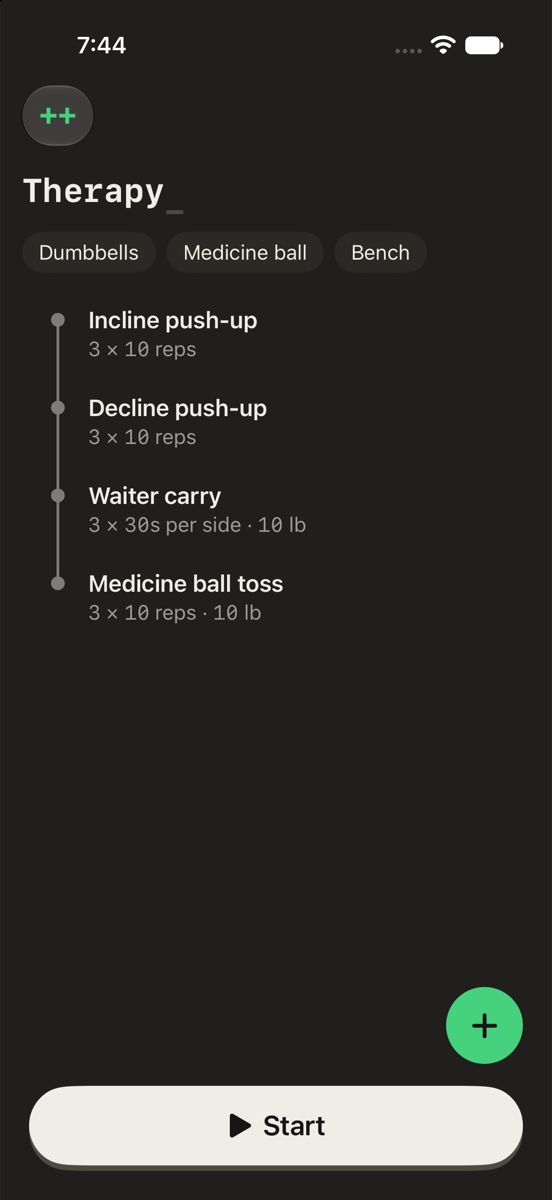 7:44
++
Therapy_
Dumbbells Medicine ball Bench
Incline push-up
3 × 10 reps
Decline push-up
3 × 10 reps
Waiter carry
3 × 30s per side · 10 lb
Medicine ball toss
3 × 10 reps · 10 lb
+
Start